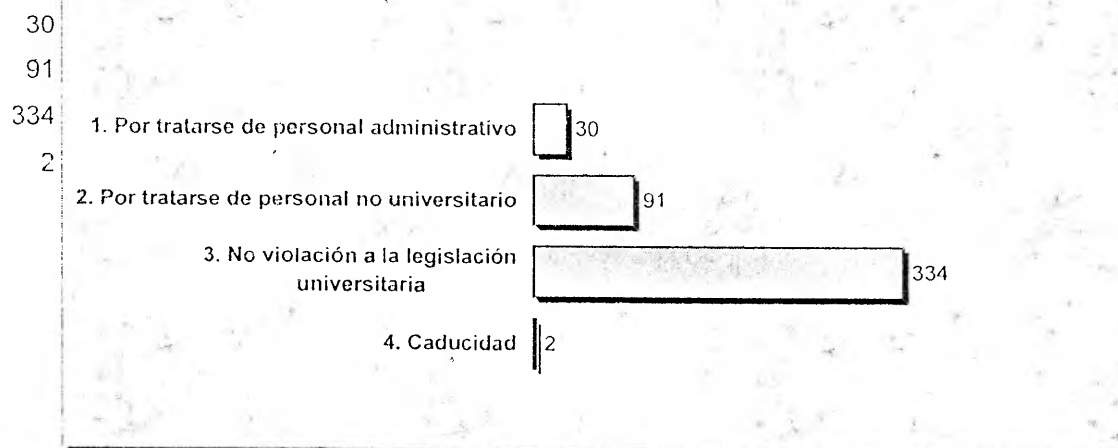 30
91
334
2
1. Por tratarse de personal administrativo 30
2. Por tratarse de personal no universitario 91
3. No violación a la legislación
universitaria 334
4. Caducidad 2